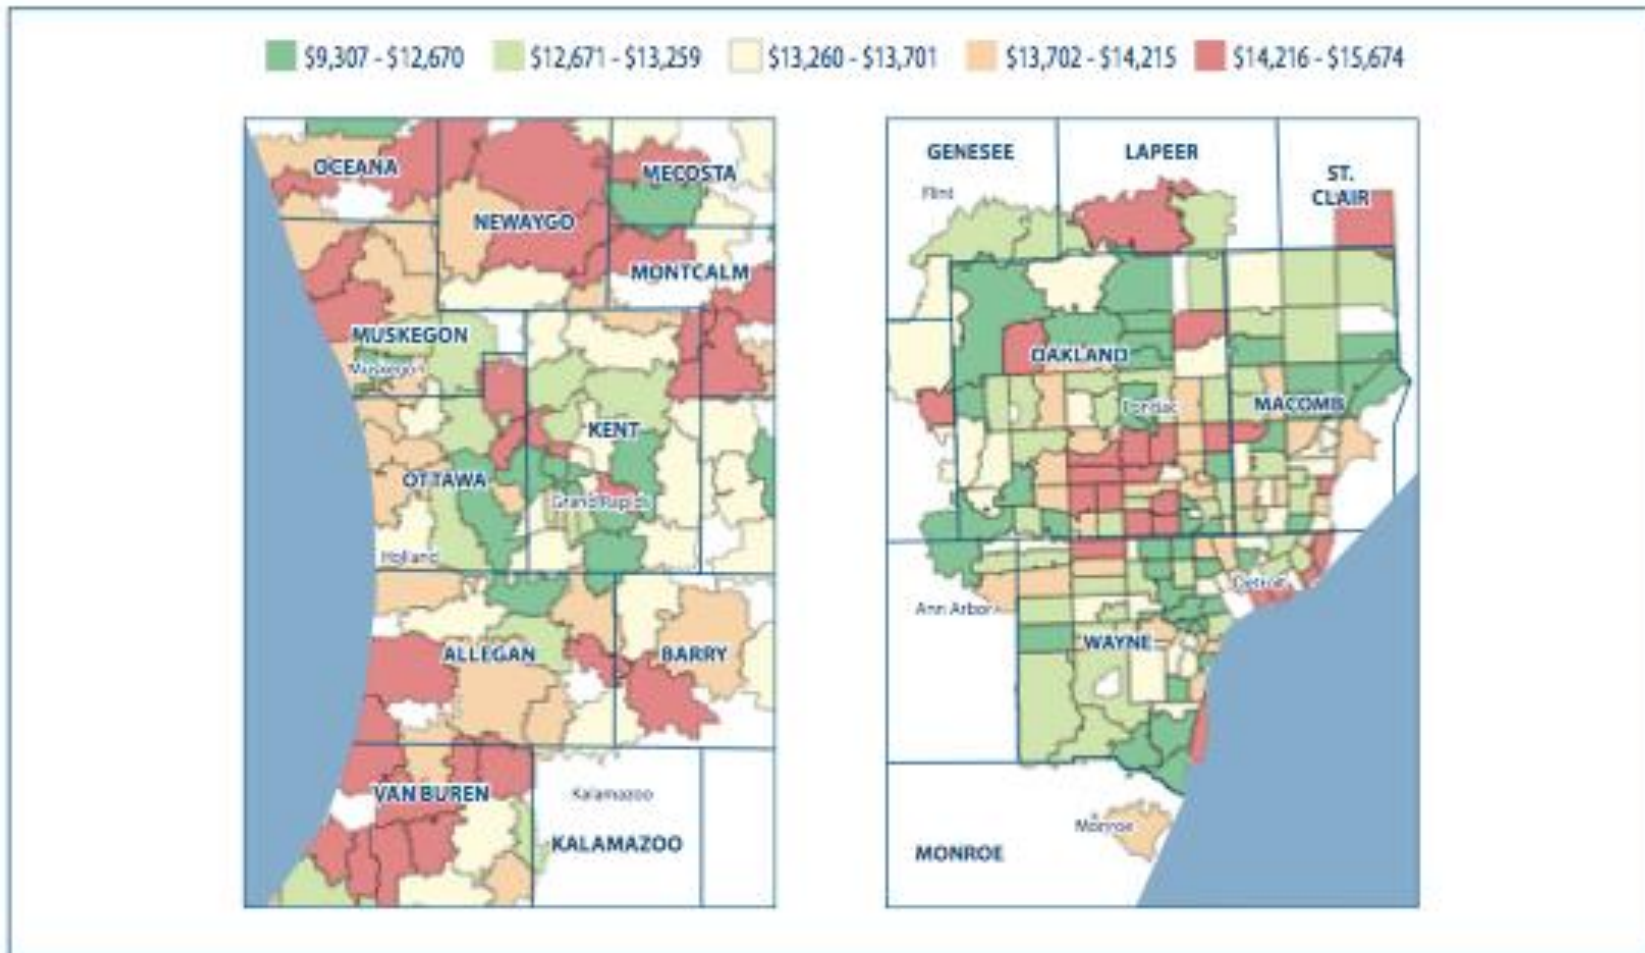 $9,307 - $12,670 $12,671 - $13,259 $13,260 - $13,701 $13,702 - $14,215 $14,216 - $15,674
OCEANA
MECOSTA
NEWAYGO
MONTCALM
MUSKEGON
Muskegon
KENT
OTTAWA
Grand Rapids
Holland
ALLEGAN
BARRY
VAN BUREN
Kalamazoo
KALAMAZOO
GENESEE
LAPEER
ST.
CLAIR
Flint
OAKLAND
Pontiac
MACOMB
Detroit
Ann Arbor
WAYNE
Monroe
MONROE